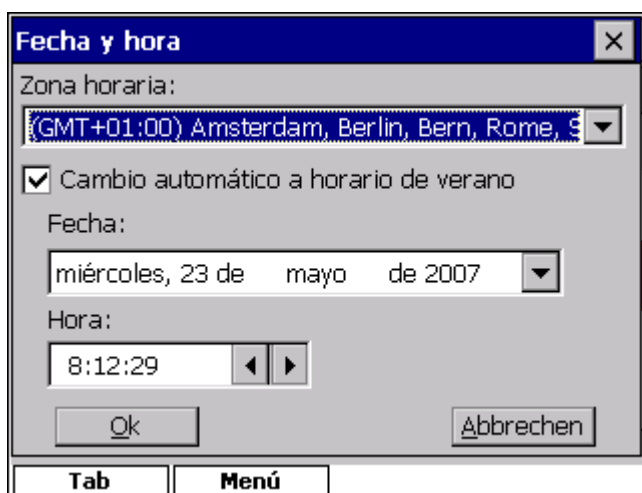 Fecha y hora
Zona horaria:
(GMT+01:00) Amsterdam, Berlin, Bern, Rome, S
Cambio automático a horario de verano
Fecha:
miércoles, 23 de mayo de 2007
Hora:
8:12:29
Ok Abbrechen
Tab Menú